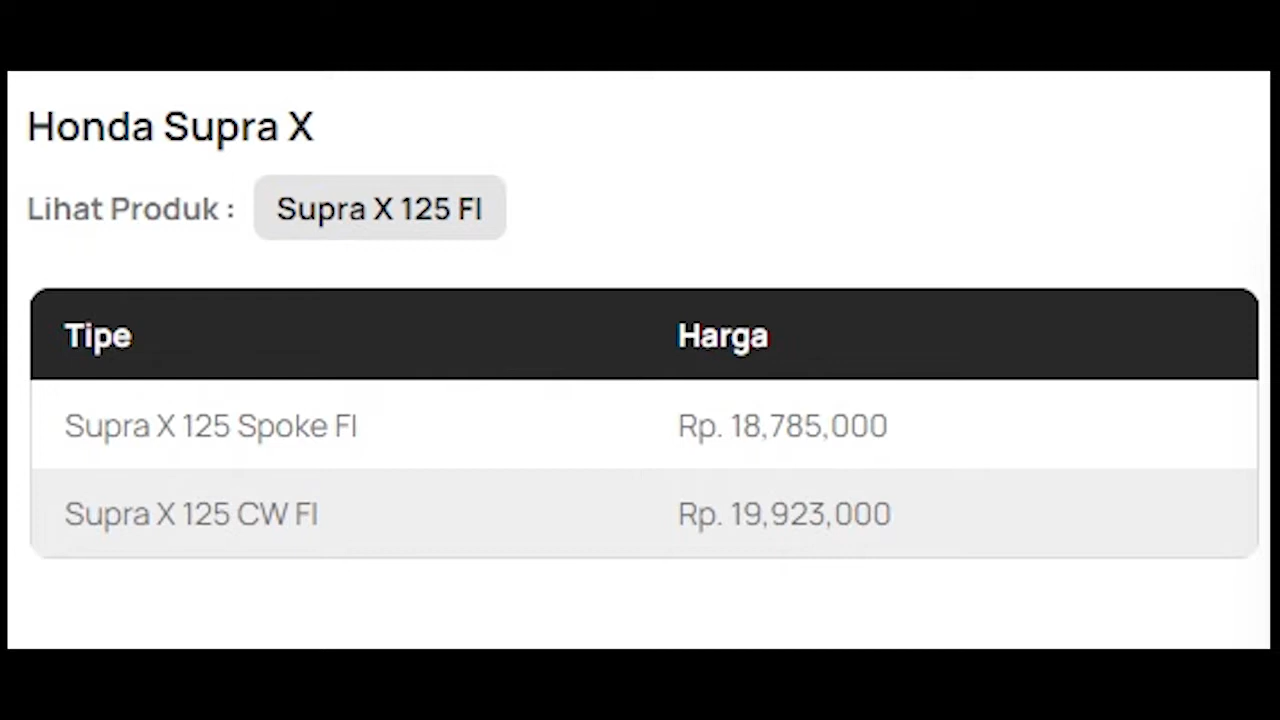 Honda Supra X
Lihat Produk : Supra X 125 FI
Tipe Harga
Supra X 125 Spoke FI Rp. 18,785,000
Supra X 125 CW FI Rp. 19,923,000